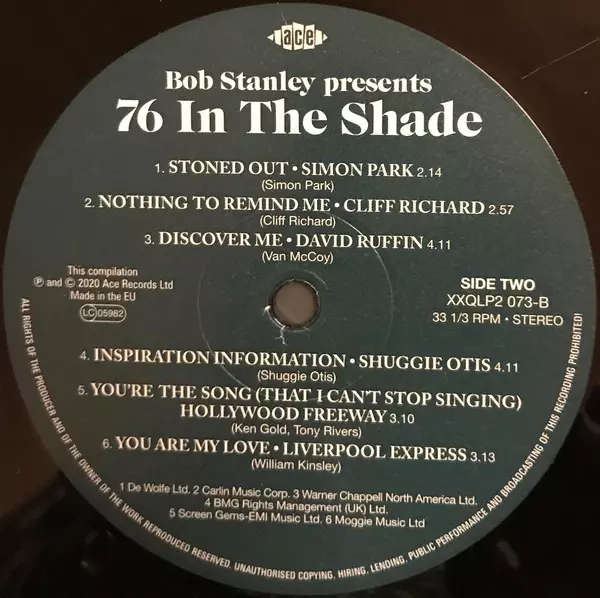 ace
Bob Stanley presents
76 In The Shade
1. STONED OUT • SIMON PARK 2.14
(Simon Park)
2. NOTHING TO REMIND ME • CLIFF RICHARD 2.57
(Cliff Richard)
3. DISCOVER ME • DAVID RUFFIN 4.11
(Van McCoy)
This compilation
℗ and © 2020 Ace Records Ltd
Made in the EU
LC 05982
SIDE TWO
XXQLP2 073-B
33 1/3 RPM • STEREO
4. INSPIRATION INFORMATION • SHUGGIE OTIS 4.11
(Shuggie Otis)
5. YOU'RE THE SONG (THAT I CAN'T STOP SINGING)
HOLLYWOOD FREEWAY 3.10
(Ken Gold, Tony Rivers)
6. YOU ARE MY LOVE • LIVERPOOL EXPRESS 3.13
(William Kinsley)
1 De Wolfe Ltd. 2 Carlin Music Corp. 3 Warner Chappell North America Ltd.
4 BMG Rights Management (UK) Ltd.
5 Screen Gems-EMI Music Ltd. 6 Moggie Music Ltd
ALL RIGHTS OF THE PRODUCER AND OF THE OWNER OF THE WORK REPRODUCED RESERVED. UNAUTHORISED COPYING, HIRING, LENDING, PUBLIC PERFORMANCE AND BROADCASTING OF THIS RECORDING PROHIBITED!